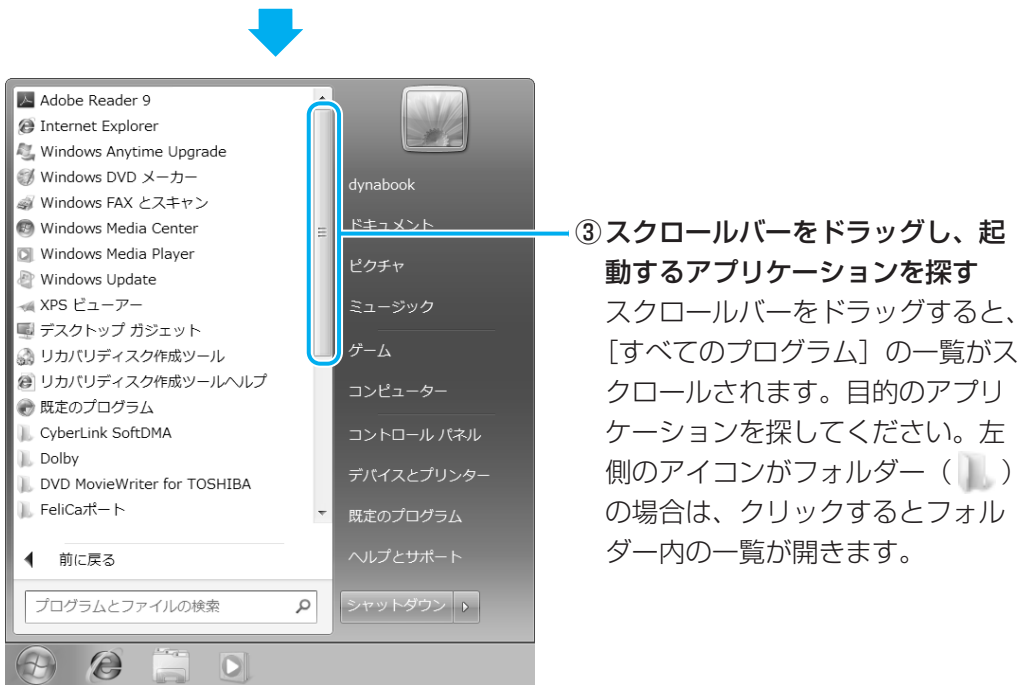 Adobe Reader 9
Internet Explorer
Windows Anytime Upgrade
Windows DVD メーカー
Windows FAX とスキャン
Windows Media Center
Windows Media Player
Windows Update
XPS ビューアー
デスクトップ ガジェット
リカバリディスク作成ツール
リカバリディスク作成ツールヘルプ
既定のプログラム
CyberLink SoftDMA
Dolby
DVD MovieWriter for TOSHIBA
FeliCaポート
前に戻る
プログラムとファイルの検索
dynabook
ドキュメント
ピクチャ
ミュージック
ゲーム
コンピューター
コントロール パネル
デバイスとプリンター
既定のプログラム
ヘルプとサポート
シャットダウン
③スクロールバーをドラッグし、起
動するアプリケーションを探す
スクロールバーをドラッグすると、
[すべてのプログラム] の一覧がス
クロールされます。目的のアプリ
ケーションを探してください。左
側のアイコンがフォルダー( )
の場合は、クリックするとフォル
ダー内の一覧が開きます。